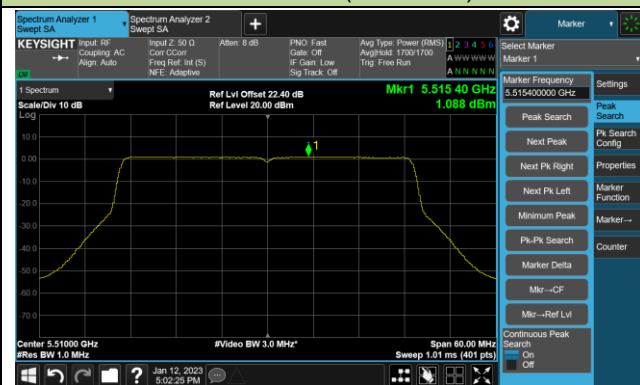 Spectrum Analyzer 1
Swept SA
Spectrum Analyzer 2
Swept SA
+
Marker
KEYSIGHT
Input: RF
Coupling: AC
Align: Auto
Input Z: 50 Ω
Corr CCorr
Freq Ref: Int (S)
NFE: Adaptive
Atten: 8 dB
PNO: Fast
Gate: Off
IF Gain: Low
Sig Track: Off
Avg Type: Power (RMS)
Avg|Hold: 1700/1700
Trig: Free Run
1 2 3 4 5 6
A W W W W W
A N N N N N
Select Marker
Marker 1
1 Spectrum
Scale/Div 10 dB
Log
Ref Lvl Offset 22.40 dB
Ref Level 20.00 dBm
Mkr1 5.515 40 GHz
1.088 dBm
1
10.0
0.00
-10.0
-20.0
-30.0
-40.0
-50.0
-60.0
-70.0
Center 5.51000 GHz
#Res BW 1.0 MHz
#Video BW 3.0 MHz*
Span 60.00 MHz
Sweep 1.01 ms (401 pts)
Marker Frequency
5.515400000 GHz
Peak Search
Next Peak
Next Pk Right
Next Pk Left
Minimum Peak
Pk-Pk Search
Marker Delta
Mkr→CF
Mkr→Ref Lvl
Continuous Peak
Search
On
Off
Settings
Peak
Search
Pk Search
Config
Properties
Marker
Function
Marker→
Counter
?
Jan 12, 2023
5:02:25 PM